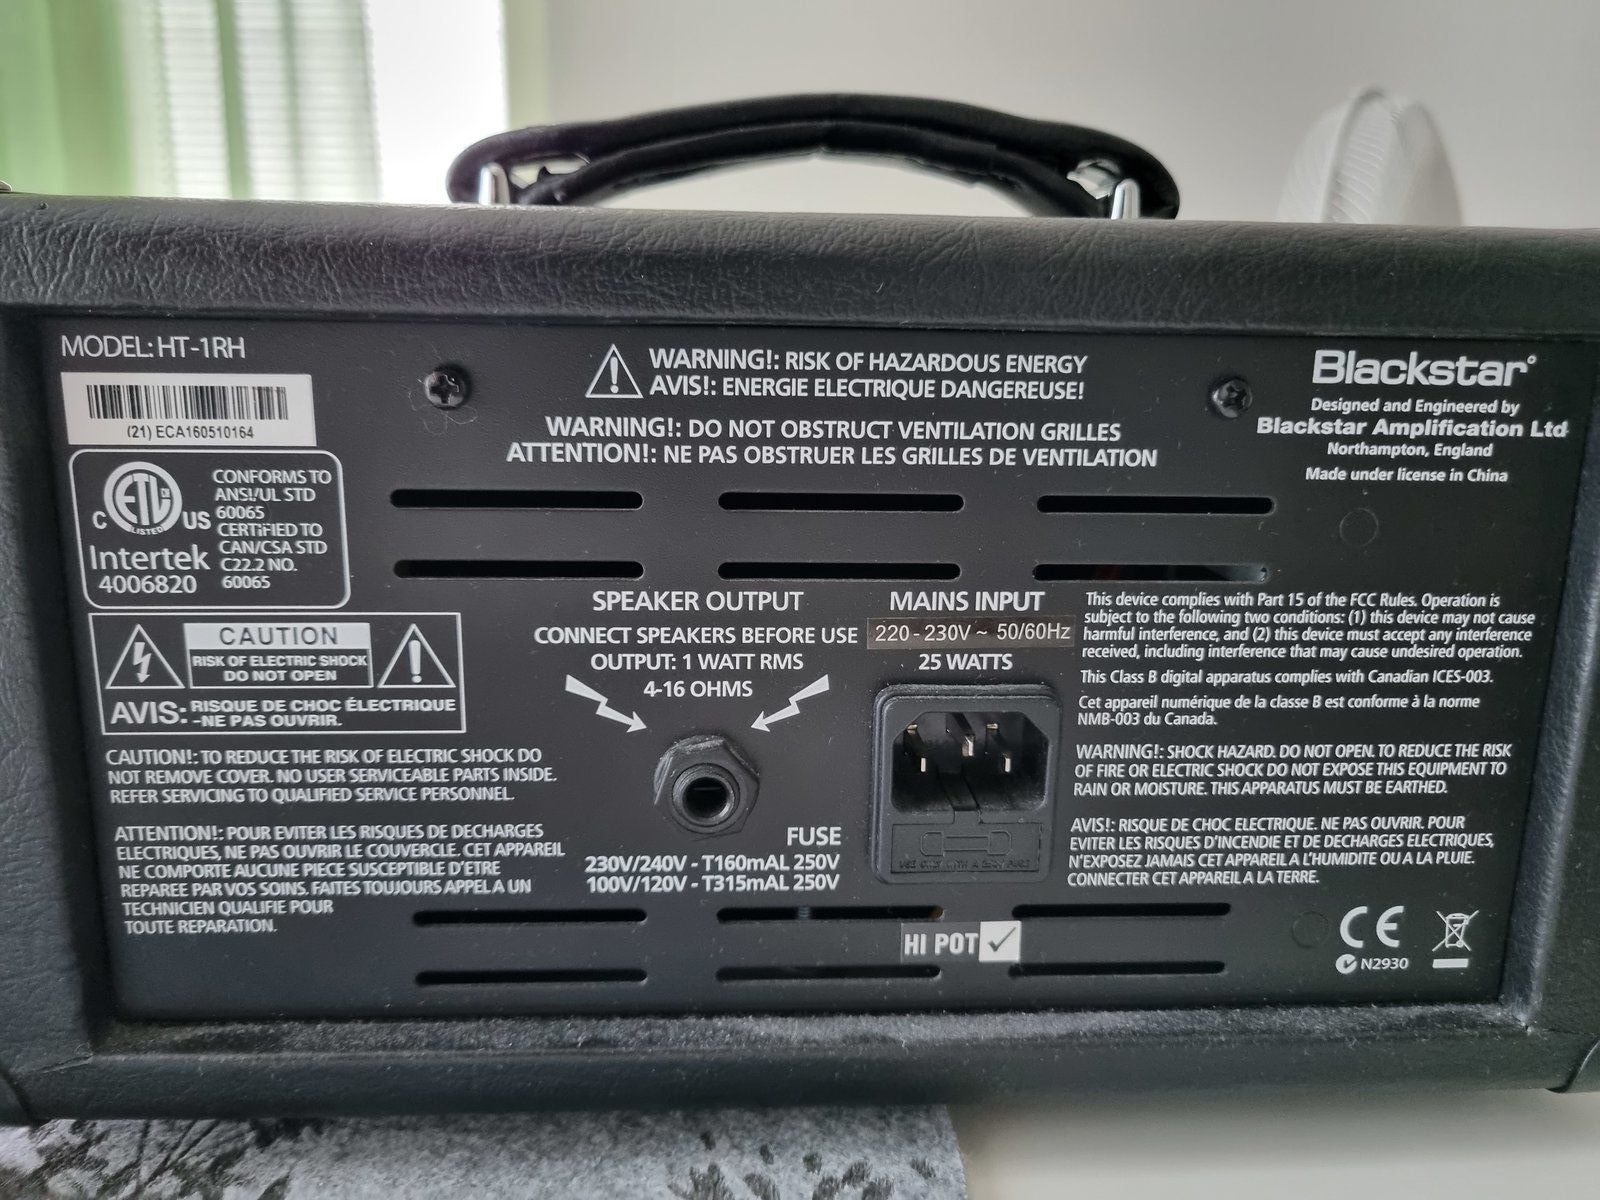 MODEL: HT-1RH
(21) ECA160510164
C ETL US
LISTED
Intertek
4006820
CONFORMS TO
ANSI/UL STD
60065
CERTIFIED TO
CAN/CSA STD
C22.2 NO.
60065
WARNING!: RISK OF HAZARDOUS ENERGY
AVIS!: ENERGIE ELECTRIQUE DANGEREUSE!
WARNING!: DO NOT OBSTRUCT VENTILATION GRILLES
ATTENTION!: NE PAS OBSTRUER LES GRILLES DE VENTILATION
Blackstar
Designed and Engineered by
Blackstar Amplification Ltd
Northampton, England
Made under license in China
CAUTION
RISK OF ELECTRIC SHOCK
DO NOT OPEN
AVIS: RISQUE DE CHOC ÉLECTRIQUE
-NE PAS OUVRIR.
CAUTION!: TO REDUCE THE RISK OF ELECTRIC SHOCK DO
NOT REMOVE COVER. NO USER SERVICEABLE PARTS INSIDE.
REFER SERVICING TO QUALIFIED SERVICE PERSONNEL.
ATTENTION!: POUR EVITER LES RISQUES DE DECHARGES
ELECTRIQUES, NE PAS OUVRIR LE COUVERCLE. CET APPAREIL
NE COMPORTE AUCUNE PIECE SUSCEPTIBLE D'ETRE
REPAREE PAR VOS SOINS. FAITES TOUJOURS APPEL A UN
TECHNICIEN QUALIFIE POUR
TOUTE REPARATION.
SPEAKER OUTPUT
CONNECT SPEAKERS BEFORE USE
OUTPUT: 1 WATT RMS
4-16 OHMS
FUSE
230V/240V - T160mAL 250V
100V/120V - T315mAL 250V
MAINS INPUT
220 - 230V ~ 50/60Hz
25 WATTS
HI POT
This device complies with Part 15 of the FCC Rules. Operation is
subject to the following two conditions: (1) this device may not cause
harmful interference, and (2) this device must accept any interference
received, including interference that may cause undesired operation.
This Class B digital apparatus complies with Canadian ICES-003.
Cet appareil numérique de la classe B est conforme à la norme
NMB-003 du Canada.
WARNING!: SHOCK HAZARD. DO NOT OPEN. TO REDUCE THE RISK
OF FIRE OR ELECTRIC SHOCK DO NOT EXPOSE THIS EQUIPMENT TO
RAIN OR MOISTURE. THIS APPARATUS MUST BE EARTHED.
AVIS!: RISQUE DE CHOC ELECTRIQUE. NE PAS OUVRIR. POUR
EVITER LES RISQUES D'INCENDIE ET DE DECHARGES ELECTRIQUES,
N'EXPOSEZ JAMAIS CET APPAREIL A L'HUMIDITE OU A LA PLUIE.
CONNECTER CET APPAREIL A LA TERRE.
CE
N2930